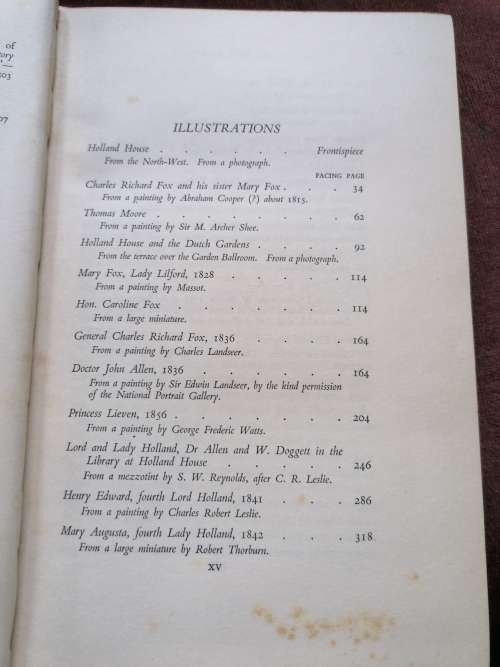 of
tory
'—
303
07
ILLUSTRATIONS
Holland House . . . . . . Frontispiece
From the North-West. From a photograph.
FACING PAGE
Charles Richard Fox and his sister Mary Fox . . . 34
From a painting by Abraham Cooper (?) about 1815.
Thomas Moore . . . . . . . . 62
From a painting by Sir M. Archer Shee.
Holland House and the Dutch Gardens . . . . 92
From the terrace over the Garden Ballroom. From a photograph.
Mary Fox, Lady Lilford, 1828 . . . . . 114
From a painting by Massot.
Hon. Caroline Fox . . . . . . . 114
From a large miniature.
General Charles Richard Fox, 1836 . . . . 164
From a painting by Charles Landseer.
Doctor John Allen, 1836 . . . . . . 164
From a painting by Sir Edwin Landseer, by the kind permission
of the National Portrait Gallery.
Princess Lieven, 1856 . . . . . . . 204
From a painting by George Frederic Watts.
Lord and Lady Holland, Dr Allen and W. Doggett in the
Library at Holland House . . . . . 246
From a mezzotint by S. W. Reynolds, after C. R. Leslie.
Henry Edward, fourth Lord Holland, 1841 . . . 286
From a painting by Charles Robert Leslie.
Mary Augusta, fourth Lady Holland, 1842 . . . 318
From a large miniature by Robert Thorburn.
xv